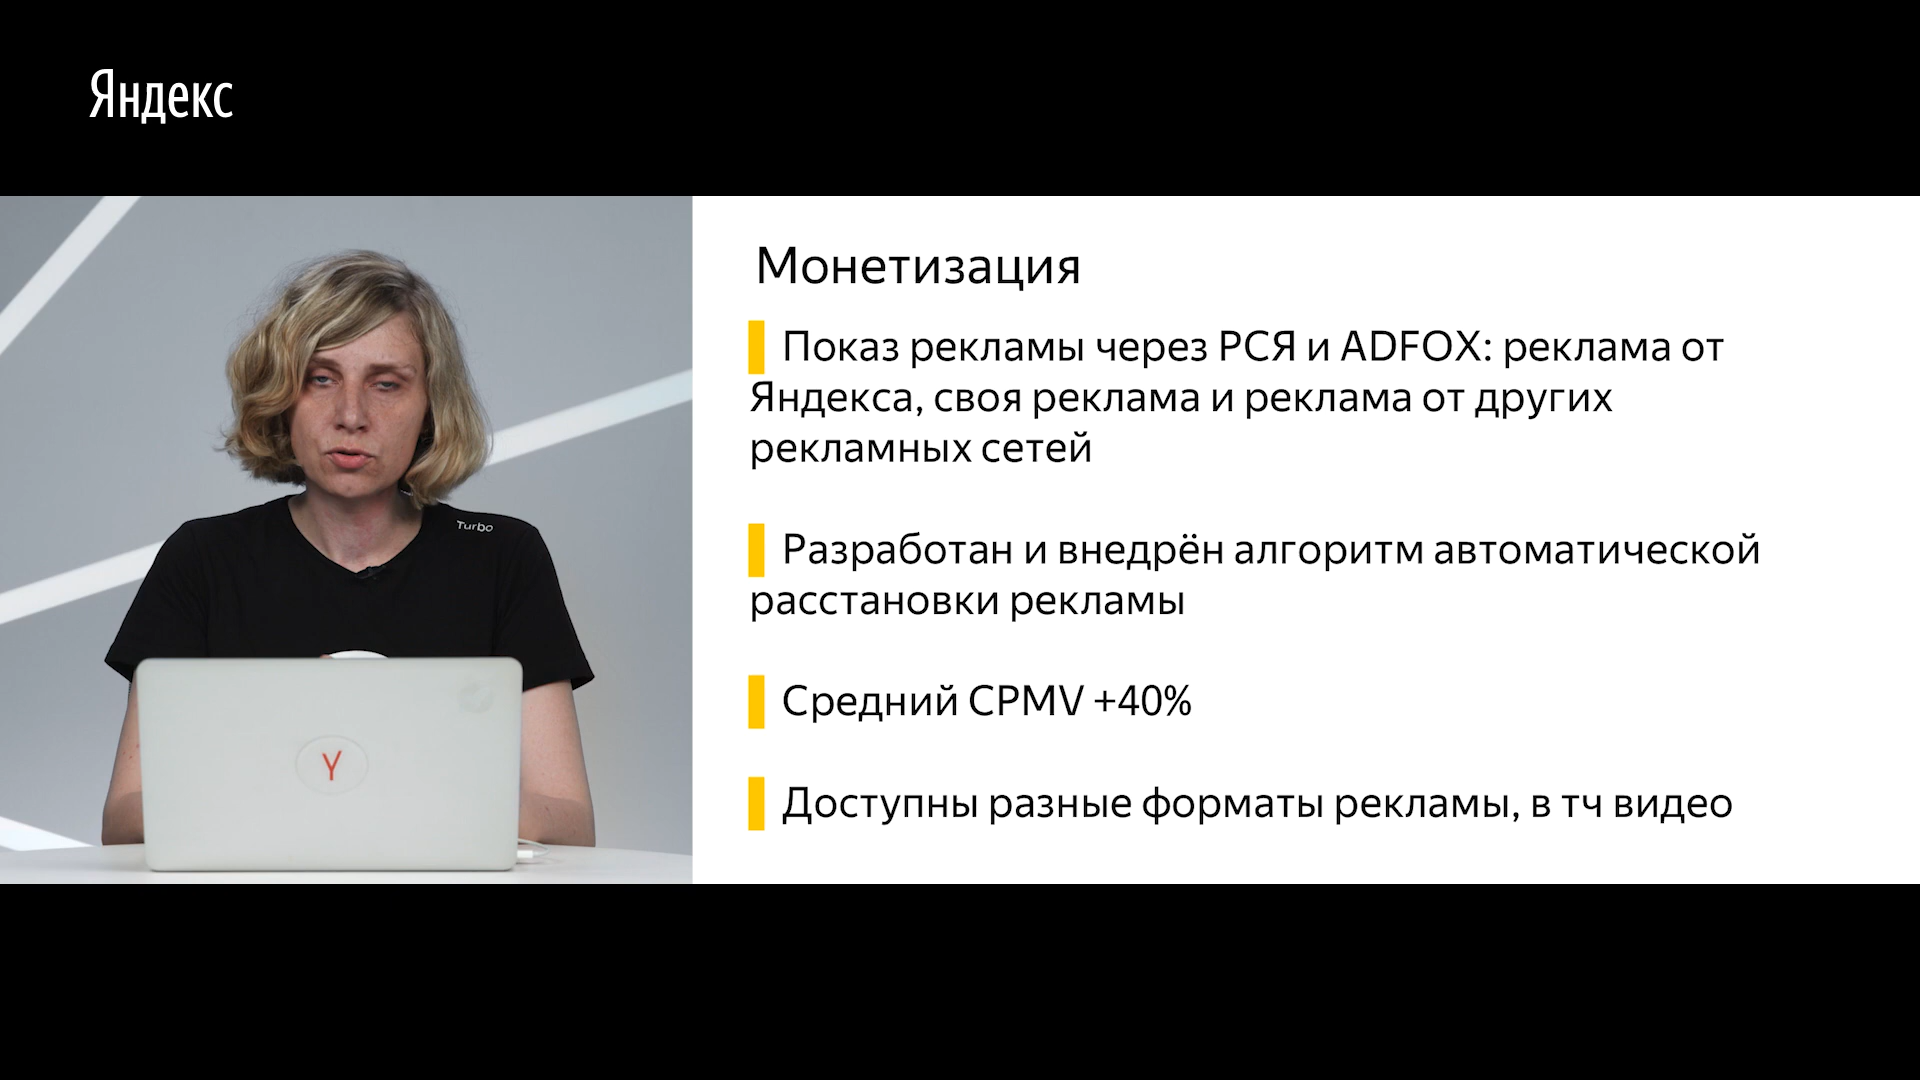 Яндекс
Монетизация
Показ рекламы через РСЯ и ADFOX: реклама от
Яндекса, своя реклама и реклама от других
рекламных сетей
Разработан и внедрён алгоритм автоматической
расстановки рекламы
Средний CPMV +40%
Доступны разные форматы рекламы, в тч видео
Turbo
Y